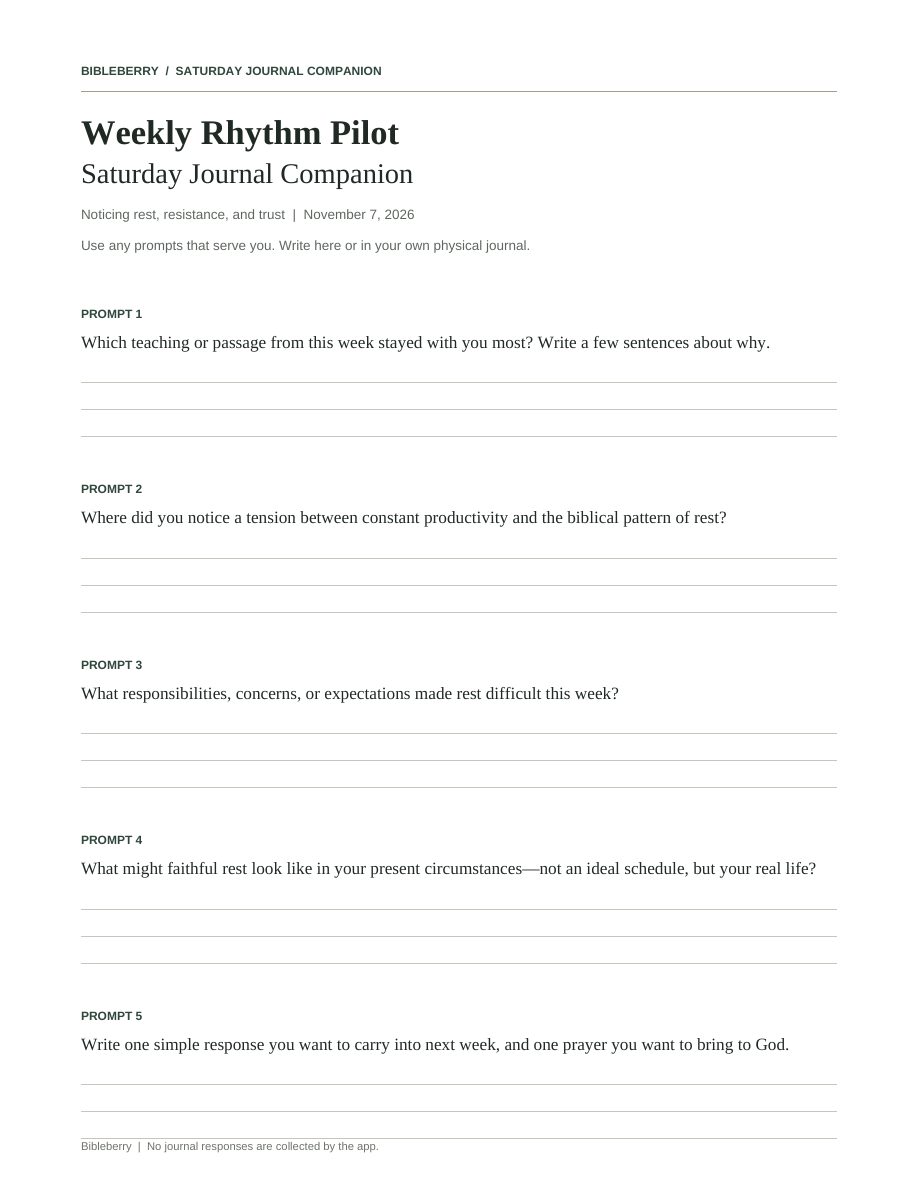 BIBLEBERRY / SATURDAY JOURNAL COMPANION
Weekly Rhythm Pilot
Saturday Journal Companion
Noticing rest, resistance, and trust | November 7, 2026
Use any prompts that serve you. Write here or in your own physical journal.
PROMPT 1
Which teaching or passage from this week stayed with you most? Write a few sentences about why.
PROMPT 2
Where did you notice a tension between constant productivity and the biblical pattern of rest?
PROMPT 3
What responsibilities, concerns, or expectations made rest difficult this week?
PROMPT 4
What might faithful rest look like in your present circumstances—not an ideal schedule, but your real life?
PROMPT 5
Write one simple response you want to carry into next week, and one prayer you want to bring to God.
Bibleberry | No journal responses are collected by the app.